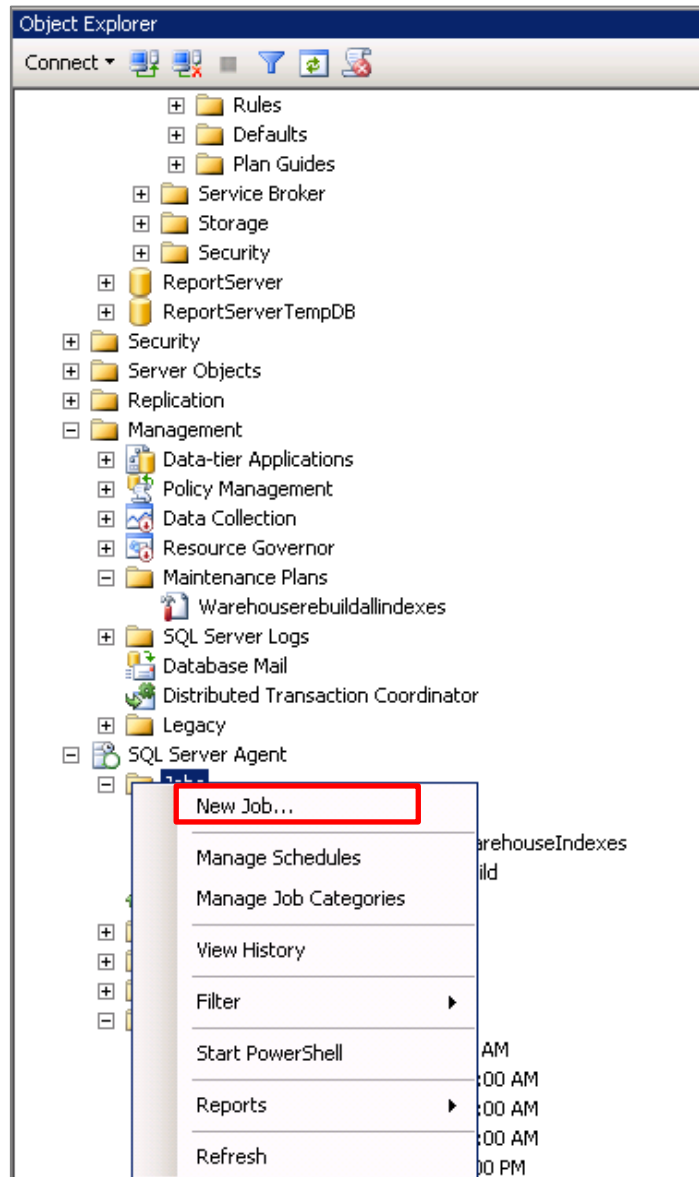 Object Explorer
Connect
Rules
Defaults
Plan Guides
Service Broker
Storage
Security
ReportServer
ReportServerTempDB
Security
Server Objects
Replication
Management
Data-tier Applications
Policy Management
Data Collection
Resource Governor
Maintenance Plans
Warehouserebuildallindexes
SQL Server Logs
Database Mail
Distributed Transaction Coordinator
Legacy
SQL Server Agent
Jobs
New Job...
arehouseIndexes
Manage Schedules
ild
Manage Job Categories
View History
Filter
Start PowerShell
AM
:00 AM
Reports
:00 AM
:00 AM
Refresh
00 PM